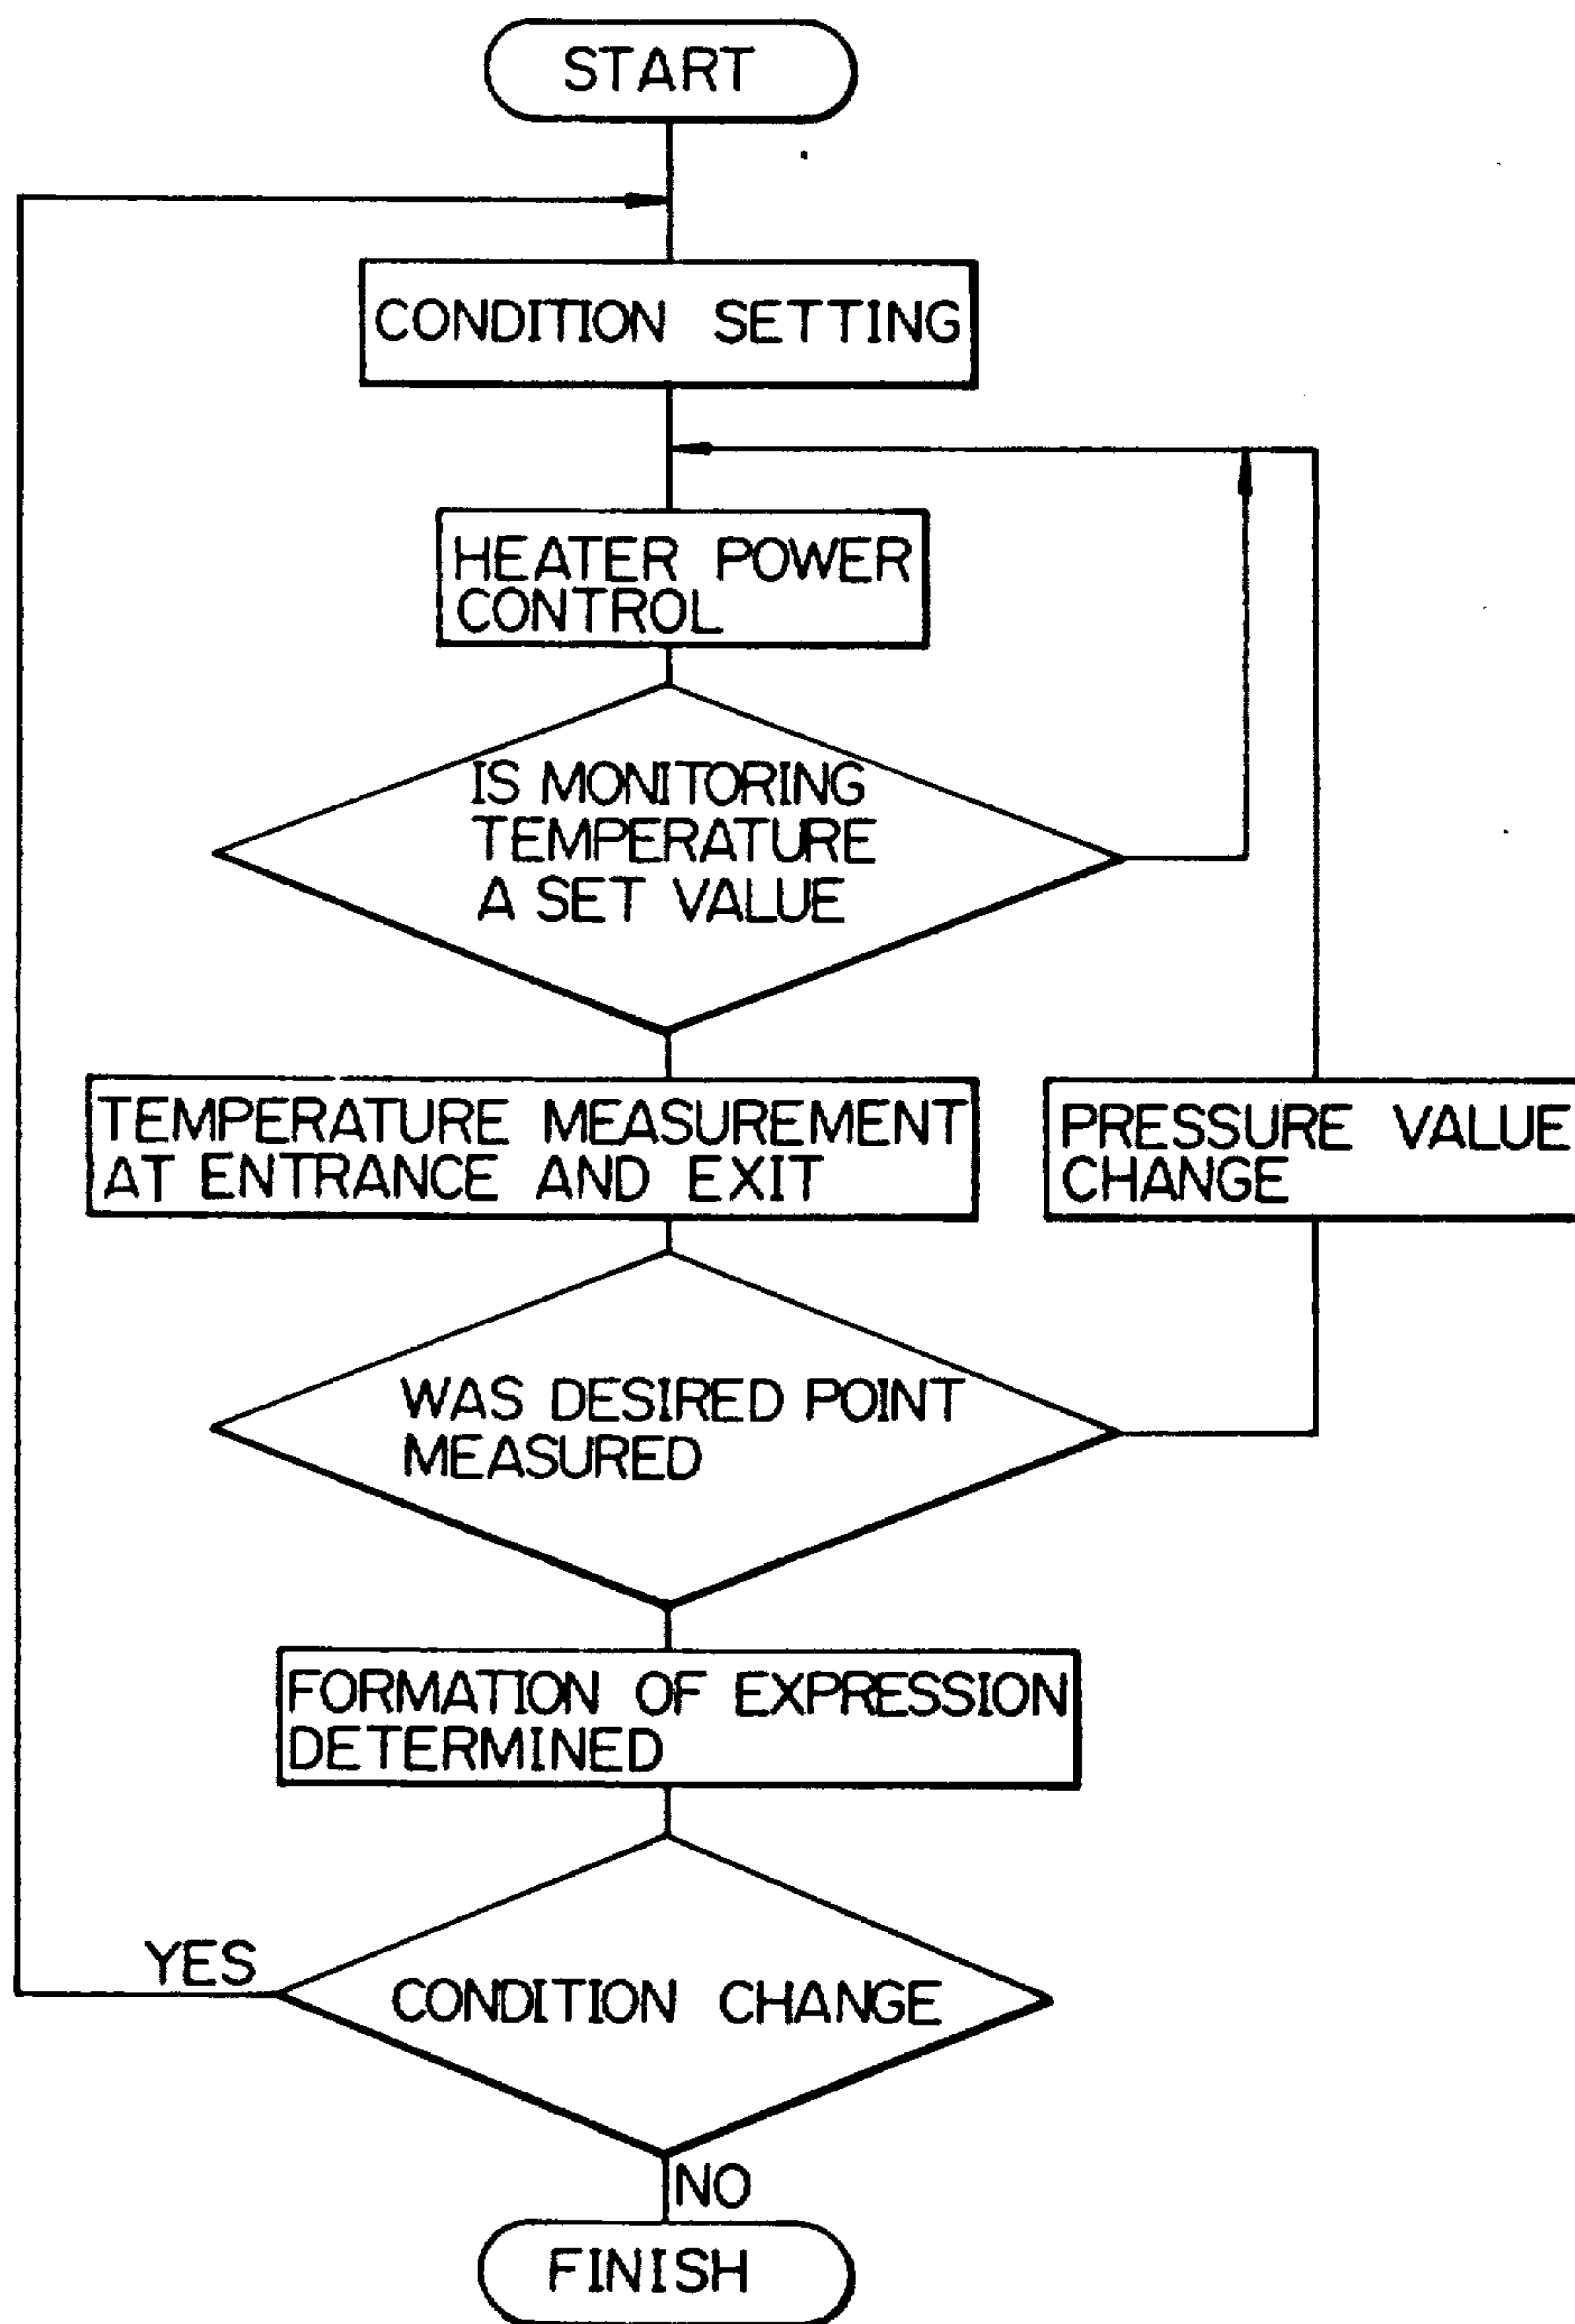 START
CONDITION SETTING
HEATER POWER
CONTROL
IS MONITORING
TEMPERATURE
A SET VALUE
TEMPERATURE MEASUREMENT
AT ENTRANCE AND EXIT
PRESSURE VALUE
CHANGE
WAS DESIRED POINT
MEASURED
FORMATION OF EXPRESSION
DETERMINED
YES
CONDITION CHANGE
NO
FINISH